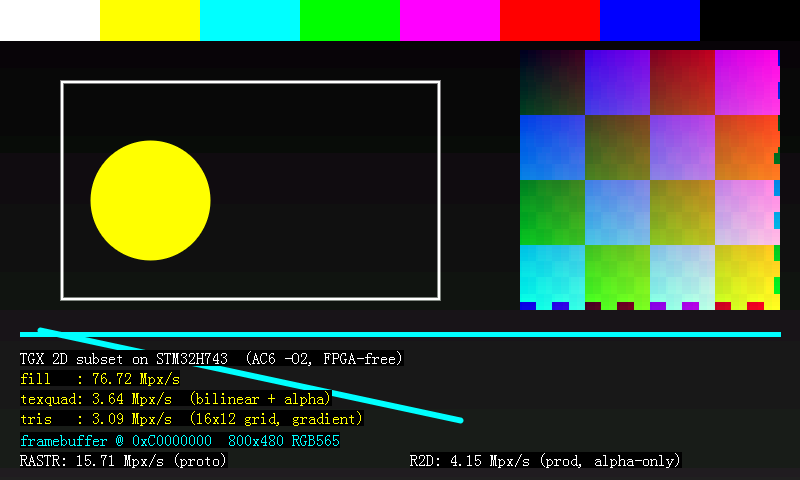 TGX 2D subset on STM32H743  (AC6 -O2, FPGA-free)
fill   : 76.72 Mpx/s
texquad: 3.64 Mpx/s  (bilinear + alpha)
tris   : 3.09 Mpx/s  (16x12 grid, gradient)
framebuffer @ 0xC0000000  800x480 RGB565
RASTR: 15.71 Mpx/s (proto)
R2D: 4.15 Mpx/s (prod, alpha-only)